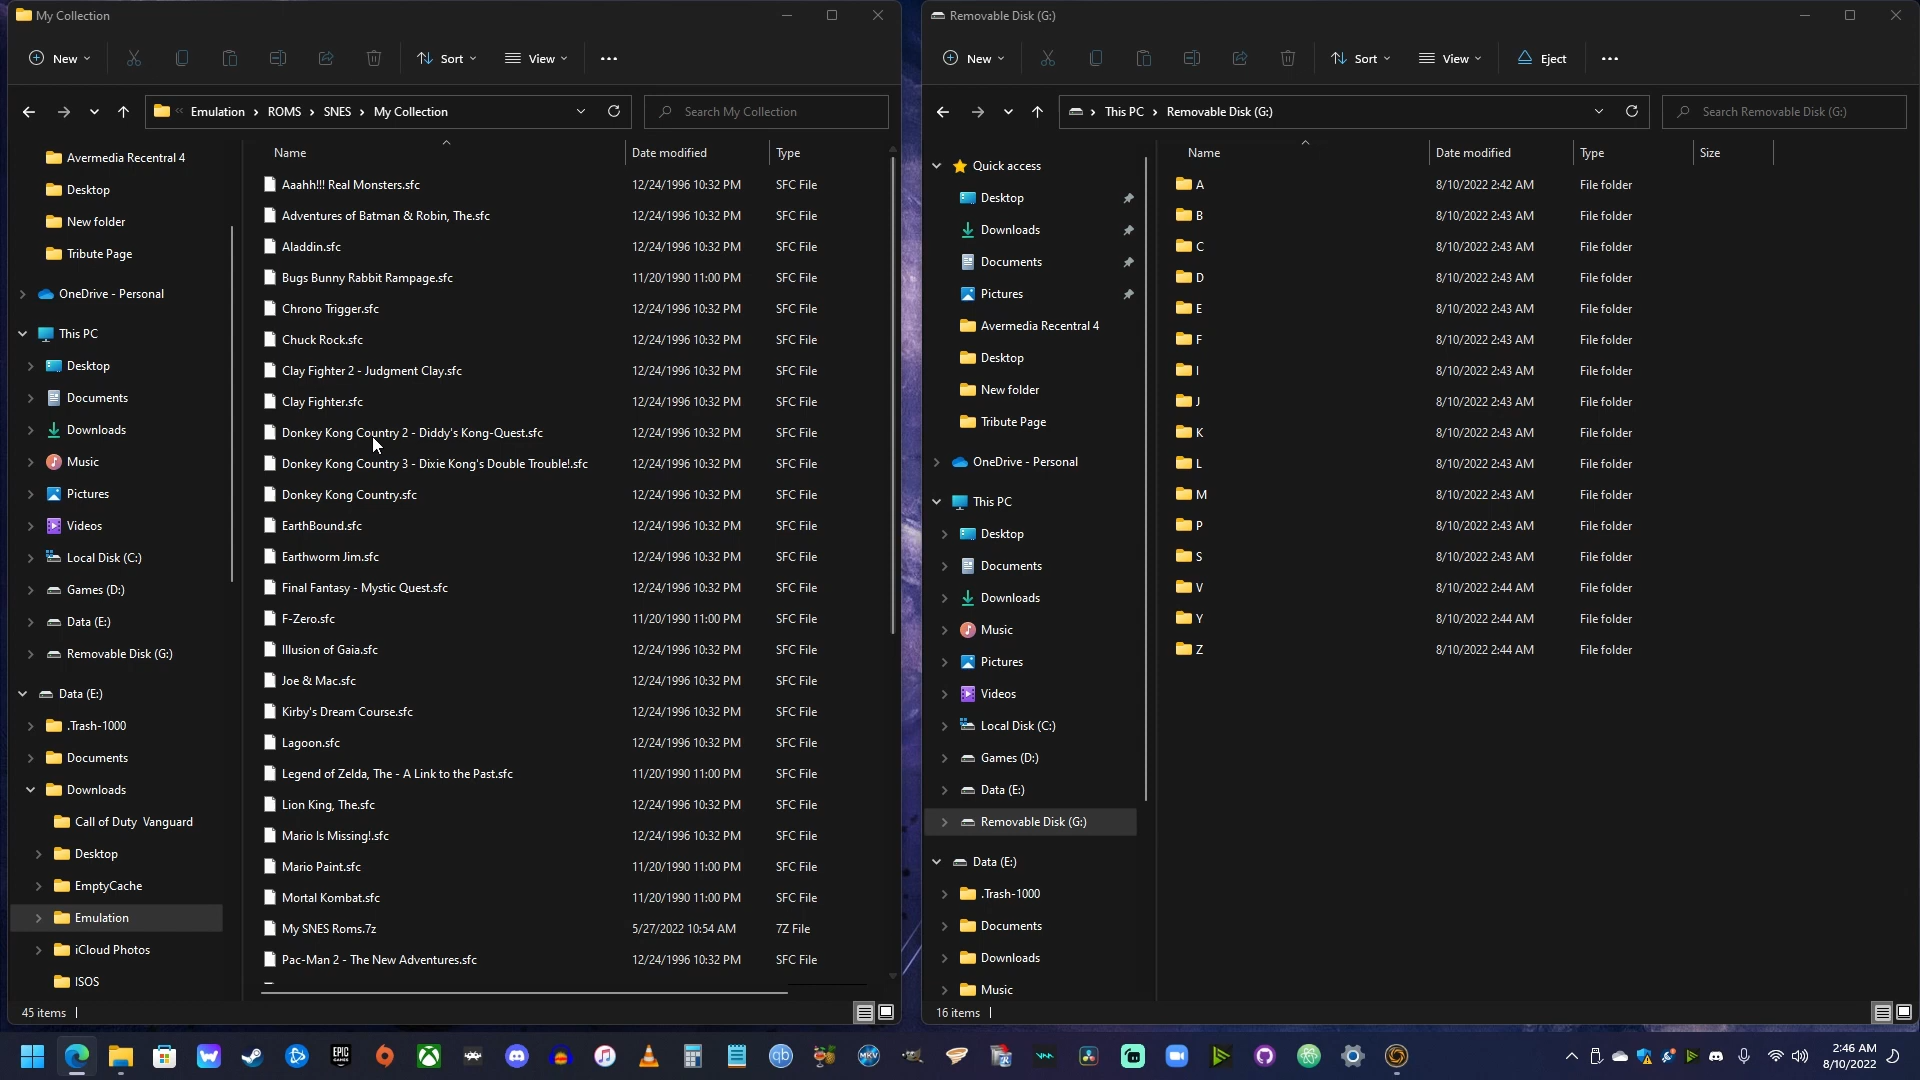 My Collection
New
Sort
View
Emulation > ROMS > SNES > My Collection
Search My Collection
Avermedia Recentral 4
Desktop
New folder
Tribute Page
OneDrive - Personal
This PC
Desktop
Documents
Downloads
Music
Pictures
Videos
Local Disk (C:)
Games (D:)
Data (E:)
Removable Disk (G:)
Data (E:)
.Trash-1000
Documents
Downloads
Call of Duty Vanguard
Desktop
EmptyCache
Emulation
iCloud Photos
ISOS
Name Date modified Type
Aaahh!!! Real Monsters.sfc 12/24/1996 10:32 PM SFC File
Adventures of Batman & Robin, The.sfc 12/24/1996 10:32 PM SFC File
Aladdin.sfc 12/24/1996 10:32 PM SFC File
Bugs Bunny Rabbit Rampage.sfc 11/20/1990 11:00 PM SFC File
Chrono Trigger.sfc 12/24/1996 10:32 PM SFC File
Chuck Rock.sfc 12/24/1996 10:32 PM SFC File
Clay Fighter 2 - Judgment Clay.sfc 12/24/1996 10:32 PM SFC File
Clay Fighter.sfc 12/24/1996 10:32 PM SFC File
Donkey Kong Country 2 - Diddy's Kong-Quest.sfc 12/24/1996 10:32 PM SFC File
Donkey Kong Country 3 - Dixie Kong's Double Trouble!.sfc 12/24/1996 10:32 PM SFC File
Donkey Kong Country.sfc 12/24/1996 10:32 PM SFC File
EarthBound.sfc 12/24/1996 10:32 PM SFC File
Earthworm Jim.sfc 12/24/1996 10:32 PM SFC File
Final Fantasy - Mystic Quest.sfc 12/24/1996 10:32 PM SFC File
F-Zero.sfc 11/20/1990 11:00 PM SFC File
Illusion of Gaia.sfc 12/24/1996 10:32 PM SFC File
Joe & Mac.sfc 12/24/1996 10:32 PM SFC File
Kirby's Dream Course.sfc 12/24/1996 10:32 PM SFC File
Lagoon.sfc 12/24/1996 10:32 PM SFC File
Legend of Zelda, The - A Link to the Past.sfc 11/20/1990 11:00 PM SFC File
Lion King, The.sfc 12/24/1996 10:32 PM SFC File
Mario Is Missing!.sfc 12/24/1996 10:32 PM SFC File
Mario Paint.sfc 11/20/1990 11:00 PM SFC File
Mortal Kombat.sfc 11/20/1990 11:00 PM SFC File
My SNES Roms.7z 5/27/2022 10:54 AM 7Z File
Pac-Man 2 - The New Adventures.sfc 12/24/1996 10:32 PM SFC File
45 items
Removable Disk (G:)
New
Sort
View
Eject
This PC > Removable Disk (G:)
Search Removable Disk (G:)
Quick access
Desktop
Downloads
Documents
Pictures
Avermedia Recentral 4
Desktop
New folder
Tribute Page
OneDrive - Personal
This PC
Desktop
Documents
Downloads
Music
Pictures
Videos
Local Disk (C:)
Games (D:)
Data (E:)
Removable Disk (G:)
Data (E:)
.Trash-1000
Documents
Downloads
Music
Name Date modified Type Size
A 8/10/2022 2:42 AM File folder
B 8/10/2022 2:43 AM File folder
C 8/10/2022 2:43 AM File folder
D 8/10/2022 2:43 AM File folder
E 8/10/2022 2:43 AM File folder
F 8/10/2022 2:43 AM File folder
I 8/10/2022 2:43 AM File folder
J 8/10/2022 2:43 AM File folder
K 8/10/2022 2:43 AM File folder
L 8/10/2022 2:43 AM File folder
M 8/10/2022 2:43 AM File folder
P 8/10/2022 2:43 AM File folder
S 8/10/2022 2:43 AM File folder
V 8/10/2022 2:44 AM File folder
Y 8/10/2022 2:44 AM File folder
Z 8/10/2022 2:44 AM File folder
16 items
EPIC
GAMES
qb
MKV
2:46 AM
8/10/2022